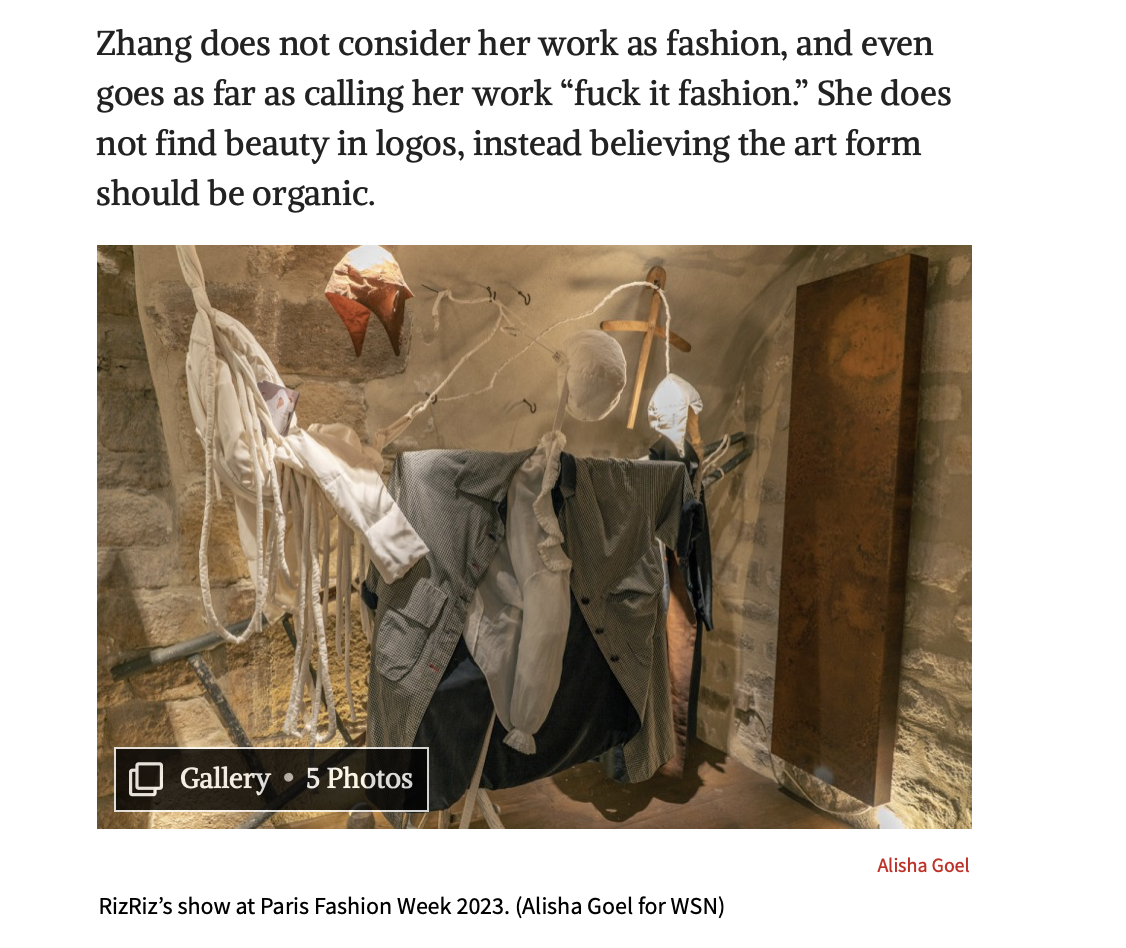 Zhang does not consider her work as fashion, and even
goes as far as calling her work “fuck it fashion.” She does
not find beauty in logos, instead believing the art form
should be organic.
Gallery • 5 Photos
Alisha Goel
RizRiz’s show at Paris Fashion Week 2023. (Alisha Goel for WSN)